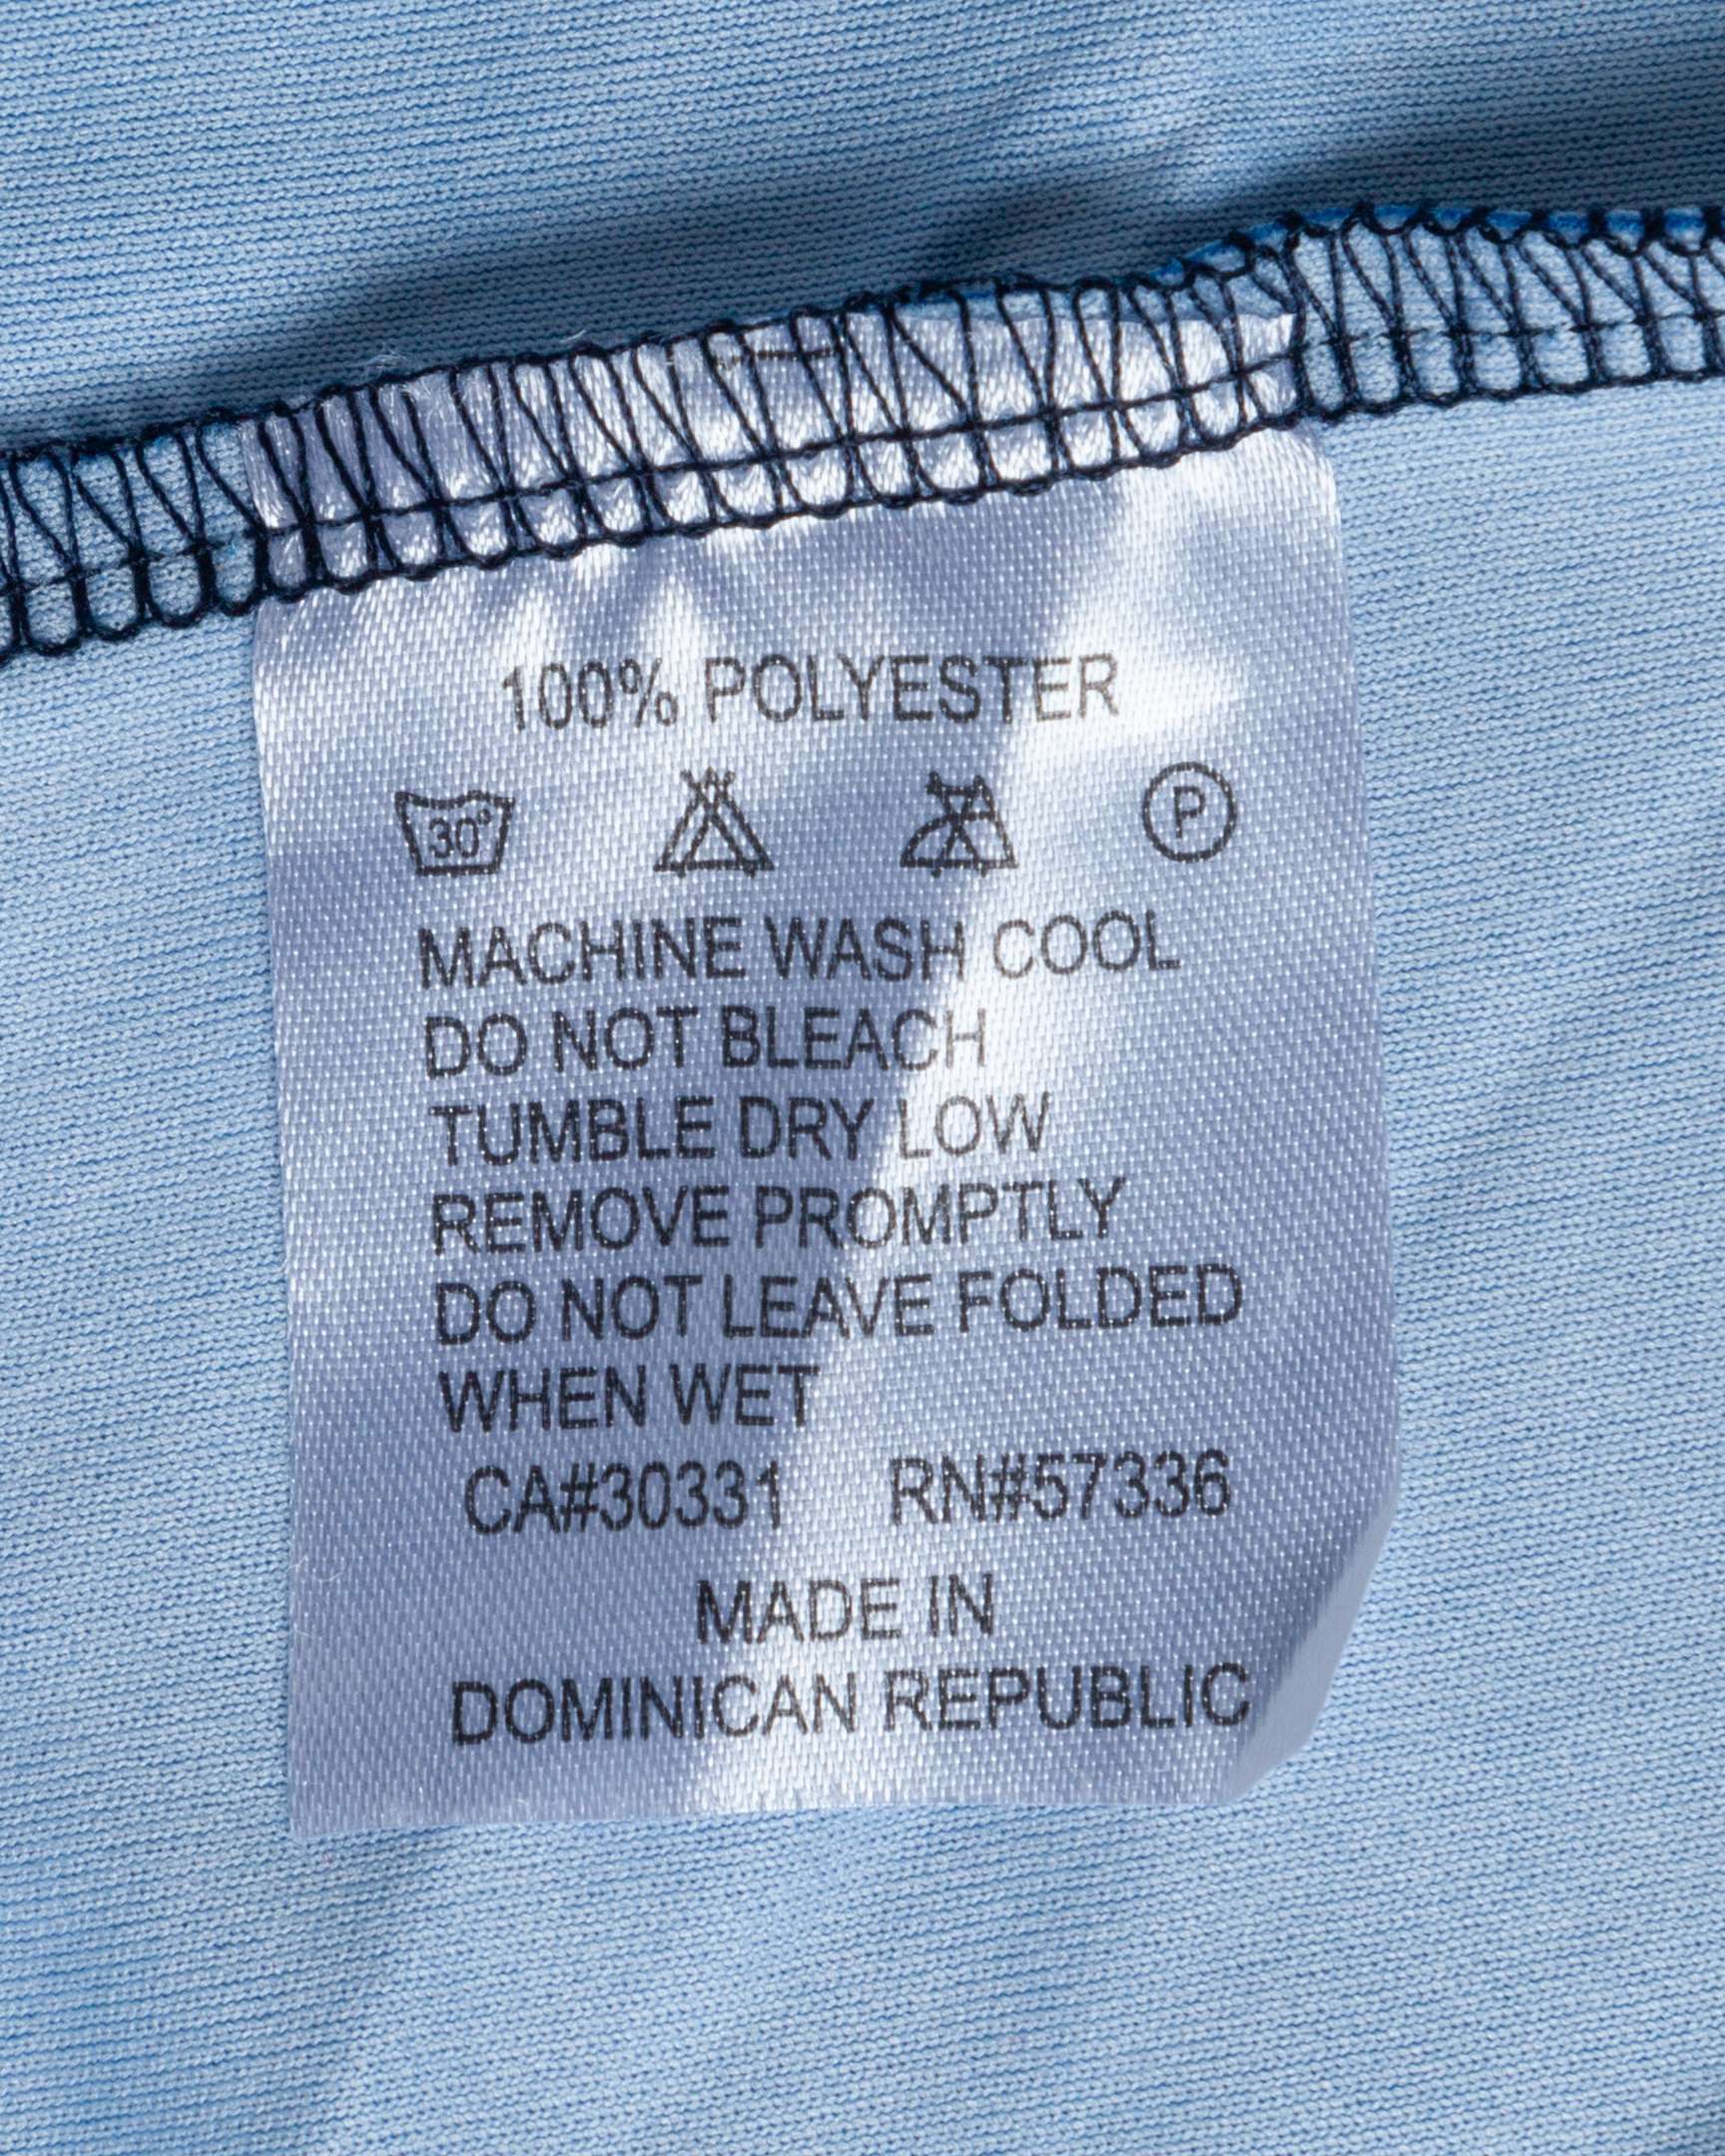 100% POLYESTER
30°
P
MACHINE WASH COOL
DO NOT BLEACH
TUMBLE DRY LOW
REMOVE PROMPTLY
DO NOT LEAVE FOLDED
WHEN WET
CA#30331 RN#57336
MADE IN
DOMINICAN REPUBLIC